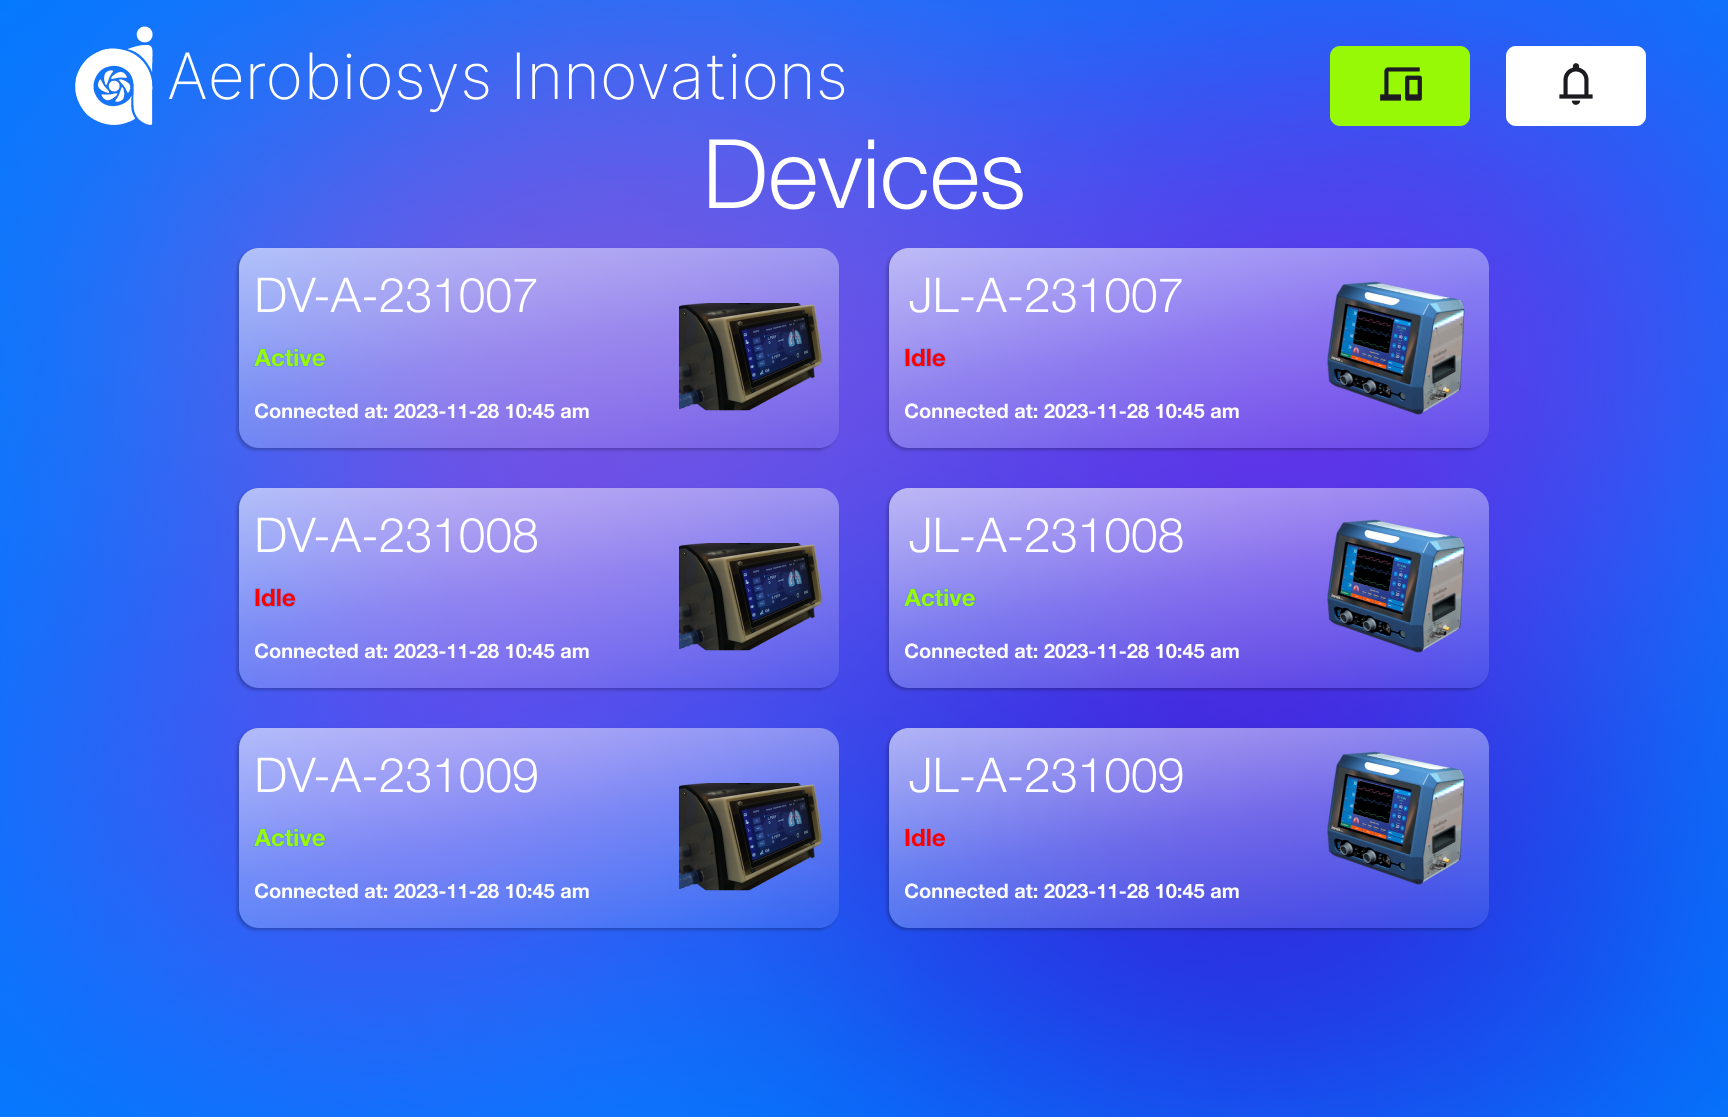 Aerobiosys Innovations
Devices
DV-A-231007
Active
Connected at: 2023-11-28 10:45 am
JL-A-231007
Idle
Connected at: 2023-11-28 10:45 am
DV-A-231008
Idle
Connected at: 2023-11-28 10:45 am
JL-A-231008
Active
Connected at: 2023-11-28 10:45 am
DV-A-231009
Active
Connected at: 2023-11-28 10:45 am
JL-A-231009
Idle
Connected at: 2023-11-28 10:45 am